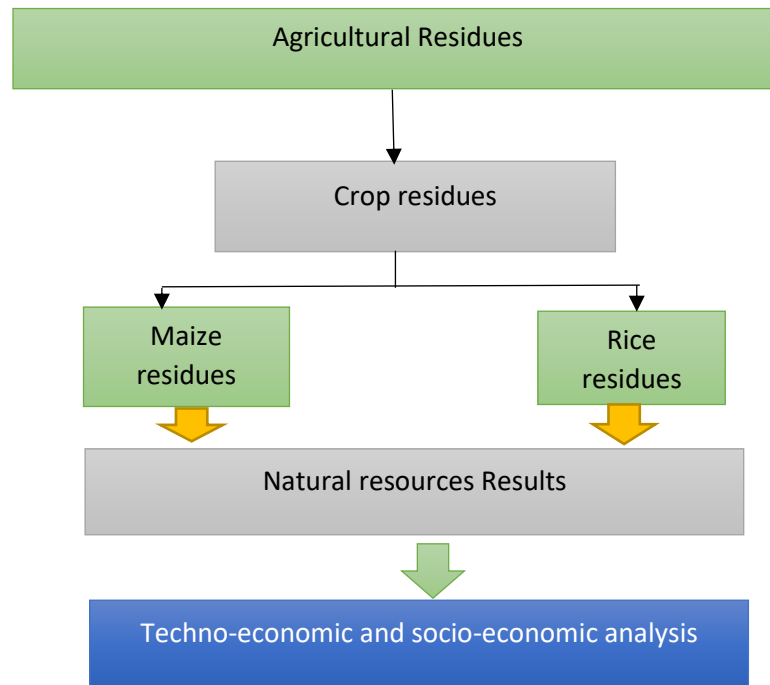 Agricultural Residues
Crop residues
Maize
residues
Rice
residues
Natural resources Results
Techno-economic and socio-economic analysis